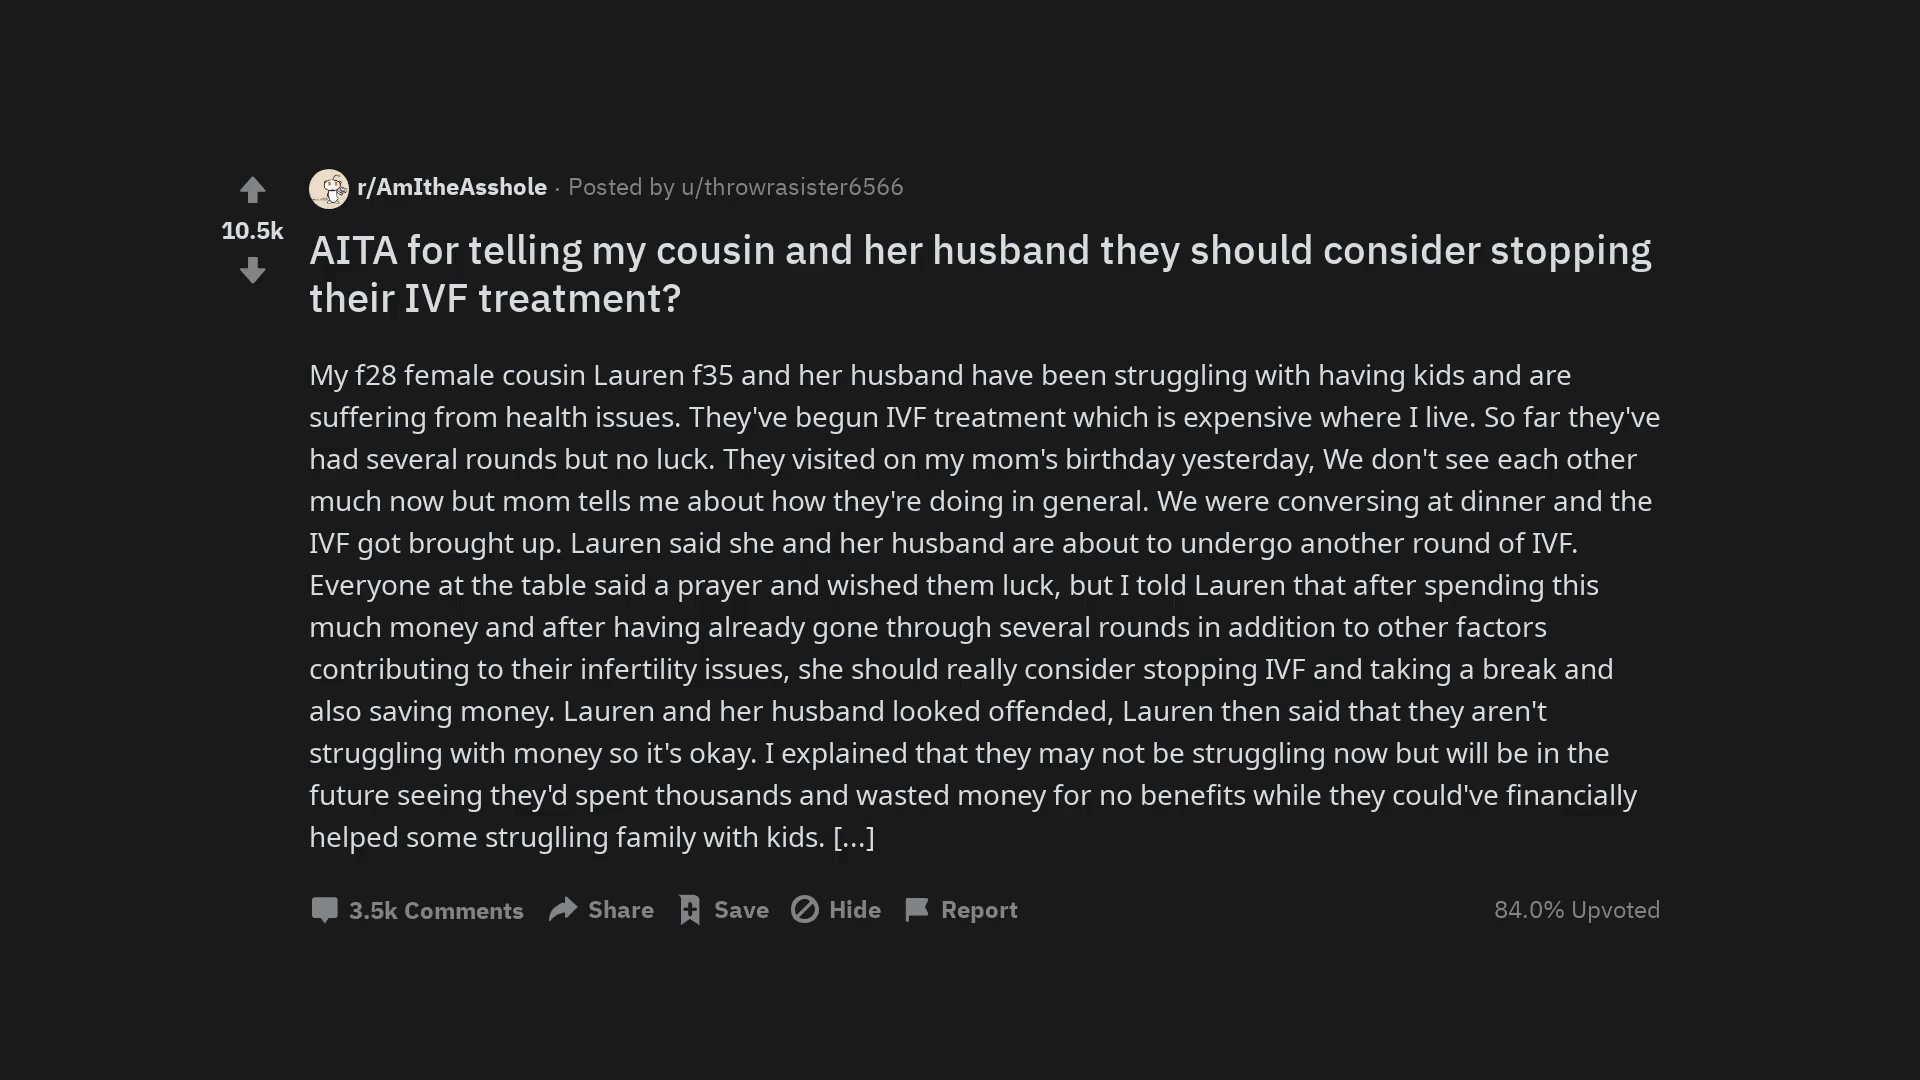 r/AmItheAsshole · Posted by u/throwrasister6566
10.5k
AITA for telling my cousin and her husband they should consider stopping
their IVF treatment?
My f28 female cousin Lauren f35 and her husband have been struggling with having kids and are
suffering from health issues. They've begun IVF treatment which is expensive where I live. So far they've
had several rounds but no luck. They visited on my mom's birthday yesterday, We don't see each other
much now but mom tells me about how they're doing in general. We were conversing at dinner and the
IVF got brought up. Lauren said she and her husband are about to undergo another round of IVF.
Everyone at the table said a prayer and wished them luck, but I told Lauren that after spending this
much money and after having already gone through several rounds in addition to other factors
contributing to their infertility issues, she should really consider stopping IVF and taking a break and
also saving money. Lauren and her husband looked offended, Lauren then said that they aren't
struggling with money so it's okay. I explained that they may not be struggling now but will be in the
future seeing they'd spent thousands and wasted money for no benefits while they could've financially
helped some struglling family with kids. [...]
3.5k Comments Share Save Hide Report 84.0% Upvoted